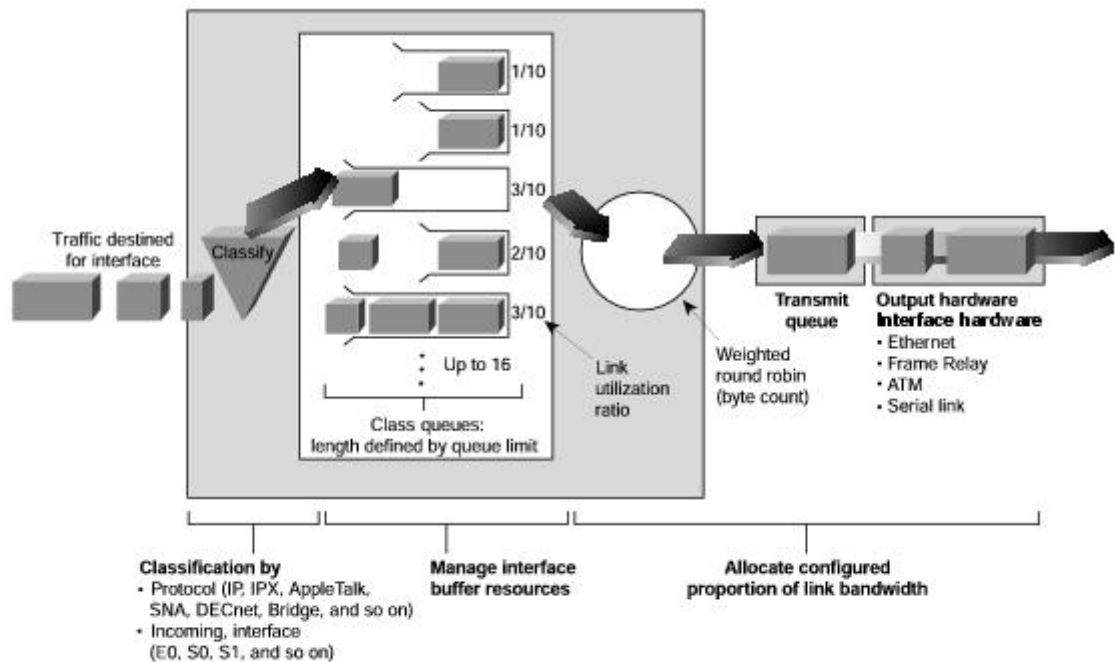 1/10
1/10
3/10
2/10
3/10
Traffic destined
for interface
Classify
Up to 16
Class queues:
length defined by queue limit
Link
utilization
ratio
Weighted
round robin
(byte count)
Transmit
queue
Output hardware
Interface hardware
• Ethernet
• Frame Relay
• ATM
• Serial link
Classification by
• Protocol (IP, IPX, AppleTalk,
SNA, DECnet, Bridge, and so on)
• Incoming, interface
(E0, S0, S1, and so on)
Manage interface
buffer resources
Allocate configured
proportion of link bandwidth